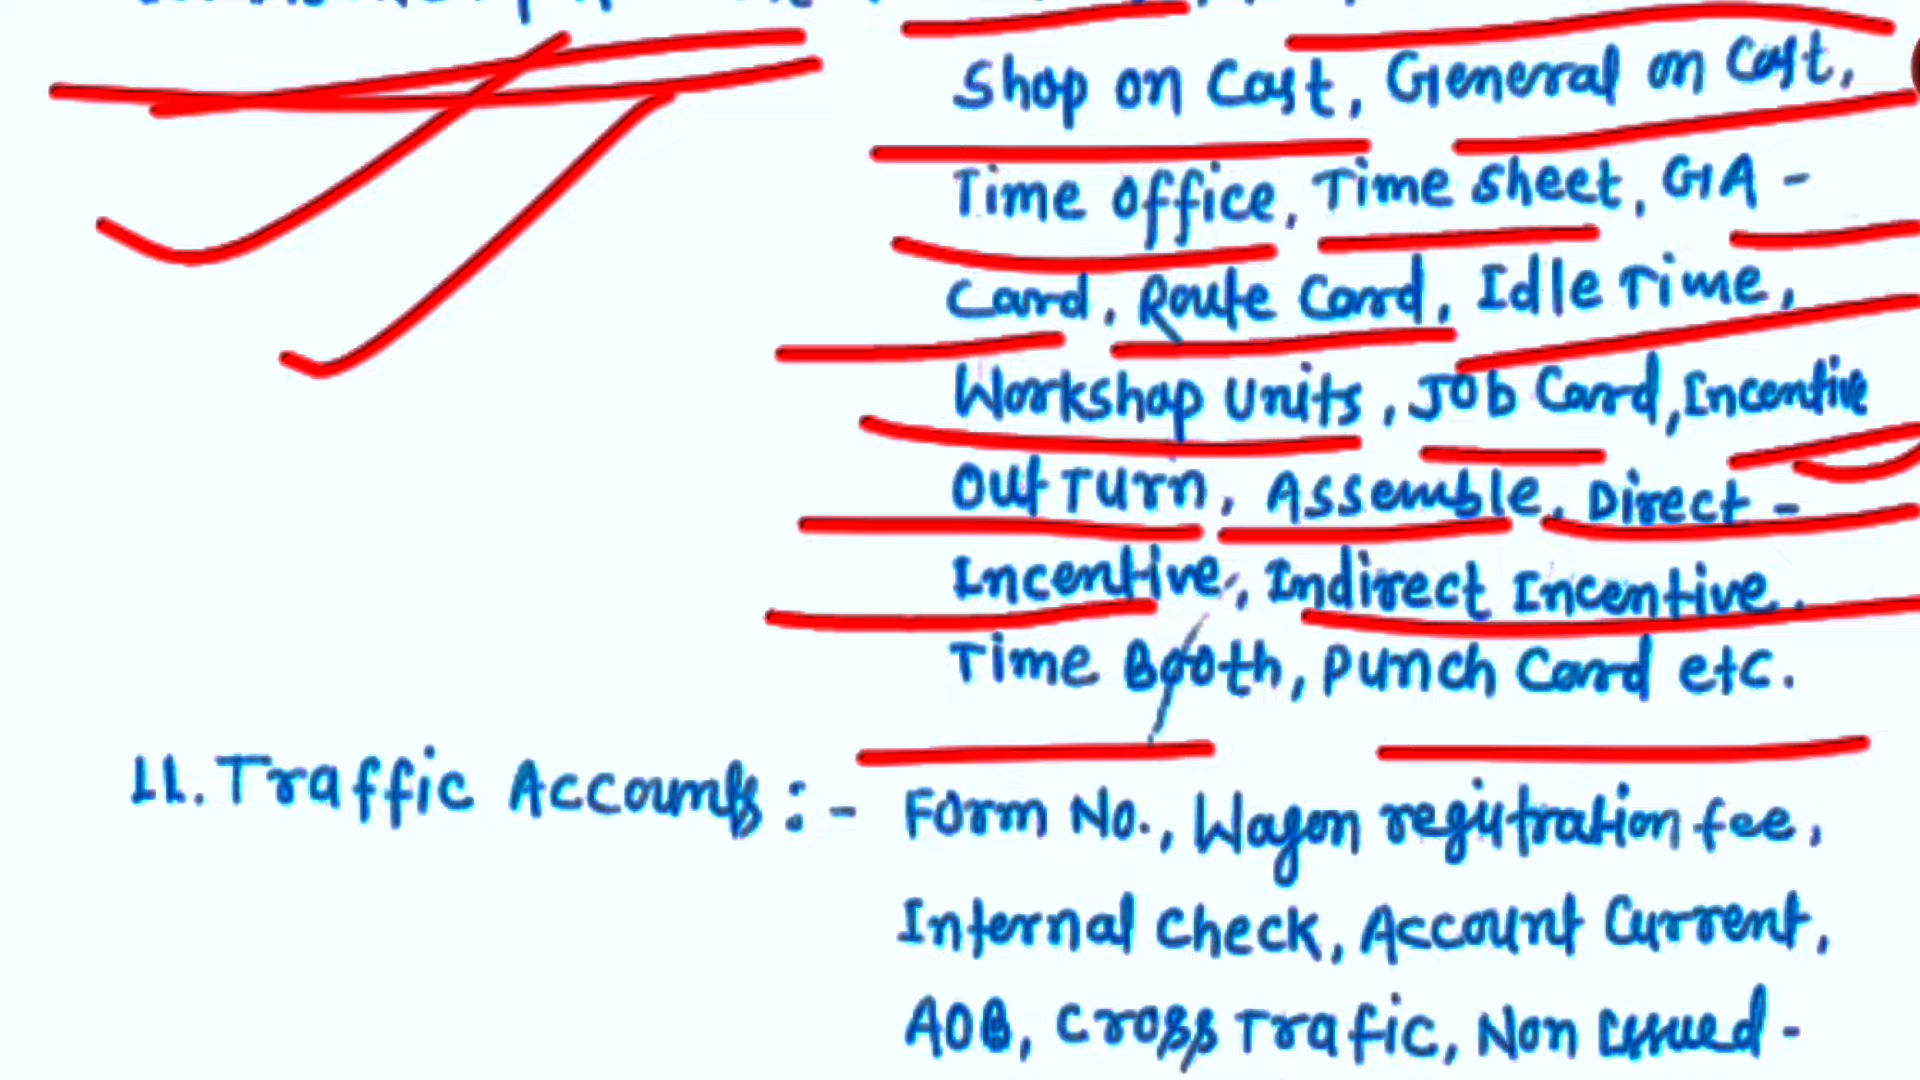 Shop on Cost, General on Cost,
Time office, Time sheet, GA -
Card, Route Card, Idle Time,
Workshop Units, Job Card, Incentive
Out Turn, Assemble, Direct -
Incentive, Indirect Incentive.
Time Booth, Punch Card etc.
11. Traffic Accounts :- Form No., Wagon registration fee,
Internal Check, Account Current,
AOB, Cross Trafic, Non Issued -